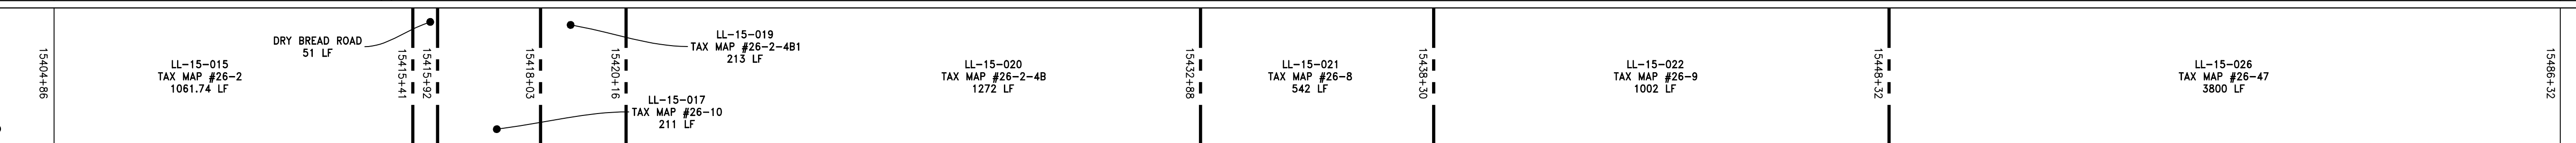 15404+86
LL-15-015
TAX MAP #26-2
1061.74 LF
DRY BREAD ROAD
51 LF
15415+41
15415+92
15418+03
15420+16
LL-15-019
TAX MAP #26-2-4B1
213 LF
LL-15-017
TAX MAP #26-10
211 LF
LL-15-020
TAX MAP #26-2-4B
1272 LF
15432+88
LL-15-021
TAX MAP #26-8
542 LF
15438+30
LL-15-022
TAX MAP #26-9
1002 LF
15448+32
LL-15-026
TAX MAP #26-47
3800 LF
15486+32